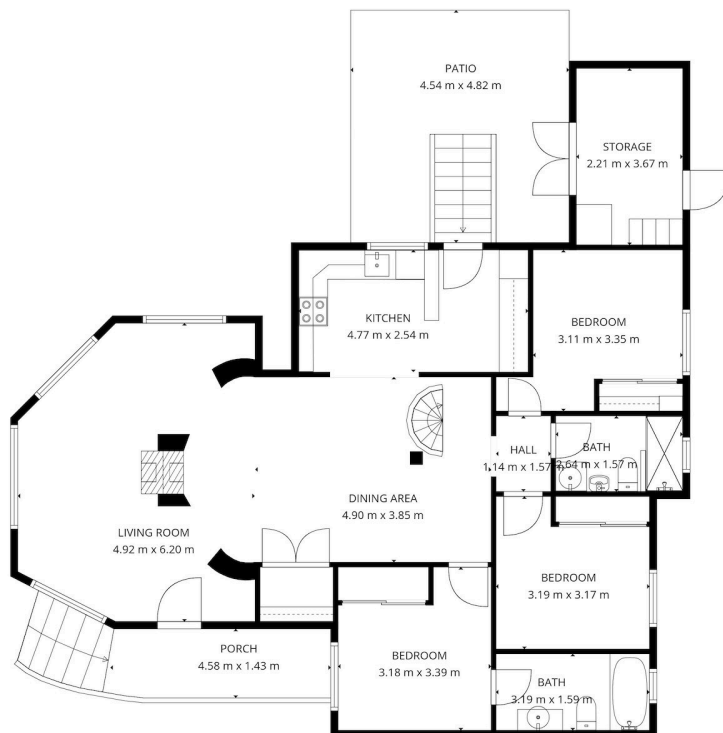 PATIO
4.54 m x 4.82 m
STORAGE
2.21 m x 3.67 m
KITCHEN
4.77 m x 2.54 m
BEDROOM
3.11 m x 3.35 m
HALL
1.14 m x 1.57 m
BATH
2.64 m x 1.57 m
DINING AREA
4.90 m x 3.85 m
LIVING ROOM
4.92 m x 6.20 m
BEDROOM
3.19 m x 3.17 m
PORCH
4.58 m x 1.43 m
BEDROOM
3.18 m x 3.39 m
BATH
3.19 m x 1.59 m